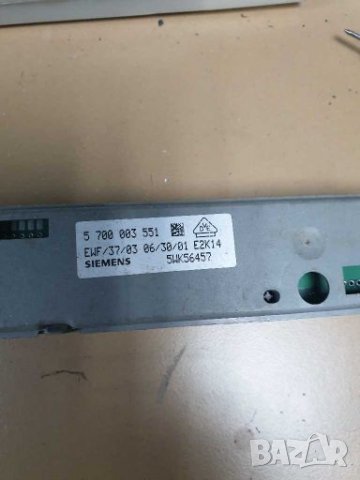 5 700 003 551
EWF/37/03 06/30/01 E2K14
SIEMENS 5WK56457
BAZAR